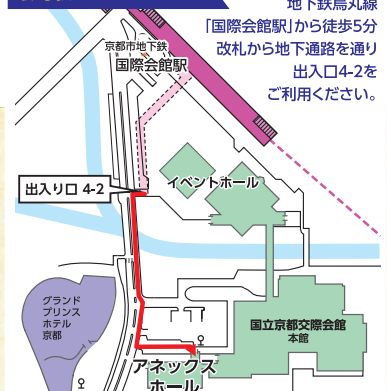 地下鉄烏丸線
「国際会館駅」から徒歩5分
改札から地下通路を通り
出入口4-2を
ご利用ください。
京都市地下鉄
国際会館駅
出入り口 4-2
イベントホール
グランド
プリンス
ホテル
京都
国立京都交際会館
本館
アネックス
ホール